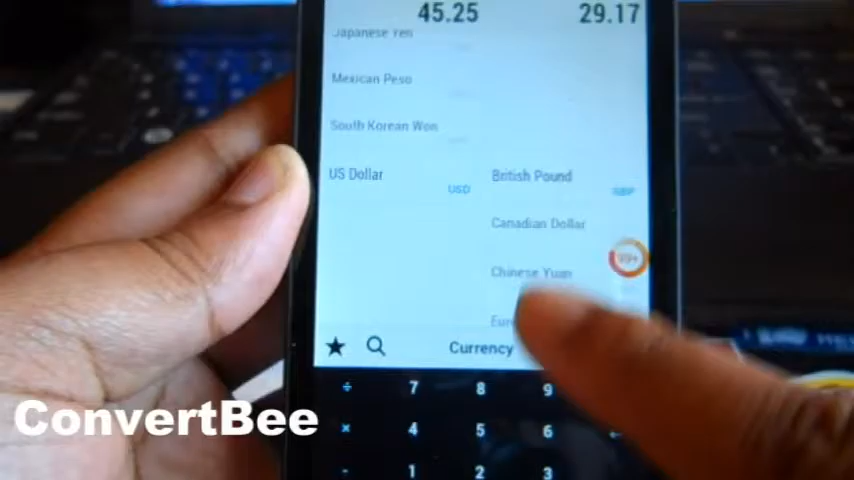 45.25 29.17
Japanese Yen
Mexican Peso
South Korean Won
US Dollar British Pound
USD GBP
Canadian Dollar
99+
Chinese Yuan
★ Currency
÷ 7 8 9
× 4 5 6
- 1 2 3
ConvertBee